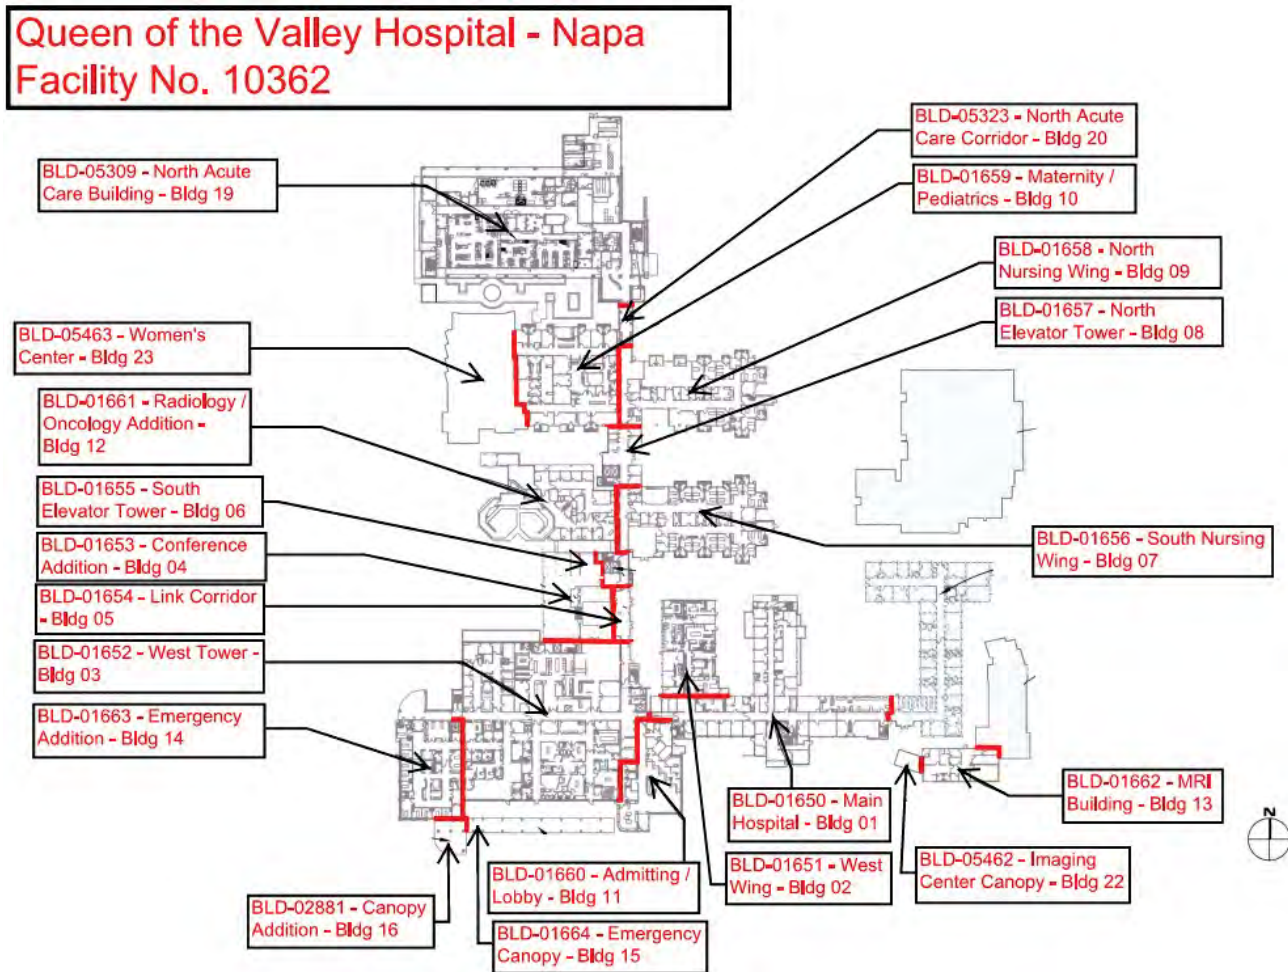 Queen of the Valley Hospital - Napa
Facility No. 10362
BLD-05323 - North Acute
Care Corridor - Bldg 20
BLD-05309 - North Acute
Care Building - Bldg 19
BLD-01659 - Maternity /
Pediatrics - Bldg 10
BLD-01658 - North
Nursing Wing - Bldg 09
BLD-01657 - North
Elevator Tower - Bldg 08
BLD-05463 - Women's
Center - Bldg 23
BLD-01661 - Radiology /
Oncology Addition -
Bldg 12
BLD-01655 - South
Elevator Tower - Bldg 06
BLD-01653 - Conference
Addition - Bldg 04
BLD-01656 - South Nursing
Wing - Bldg 07
BLD-01654 - Link Corridor
- Bldg 05
BLD-01652 - West Tower -
Bldg 03
BLD-01663 - Emergency
Addition - Bldg 14
BLD-01662 - MRI
Building - Bldg 13
BLD-01650 - Main
Hospital - Bldg 01
BLD-05462 - Imaging
Center Canopy - Bldg 22
BLD-01651 - West
Wing - Bldg 02
BLD-01660 - Admitting /
Lobby - Bldg 11
BLD-02881 - Canopy
Addition - Bldg 16
BLD-01664 - Emergency
Canopy - Bldg 15
N